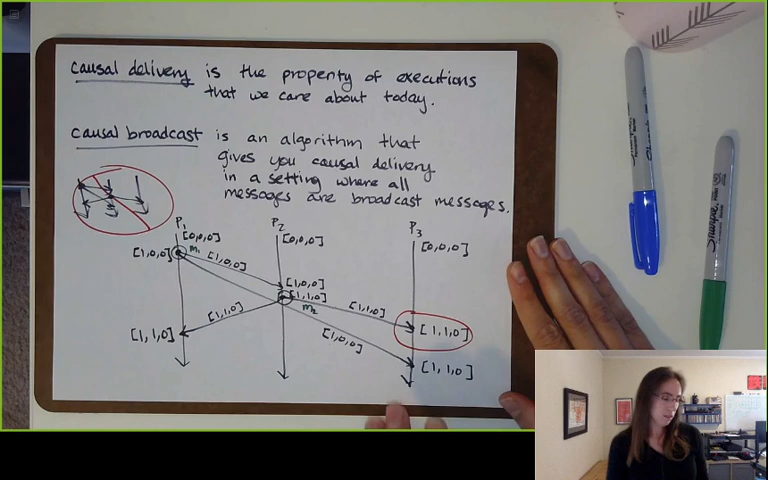 causal delivery is the property of executions
that we care about today.
causal broadcast is an algorithm that
gives you causal delivery
in a setting where all
messages are broadcast messages.
P1 P2 P3
[0,0,0] [0,0,0] [0,0,0]
[1,0,0] m1 [1,0,0]
[1,0,0]
[1,1,0]
m2 [1,1,0]
[1,1,0]
[1,1,0] [1,1,0]
[1,0,0]
[1,1,0]
Sharpie
Sharpie